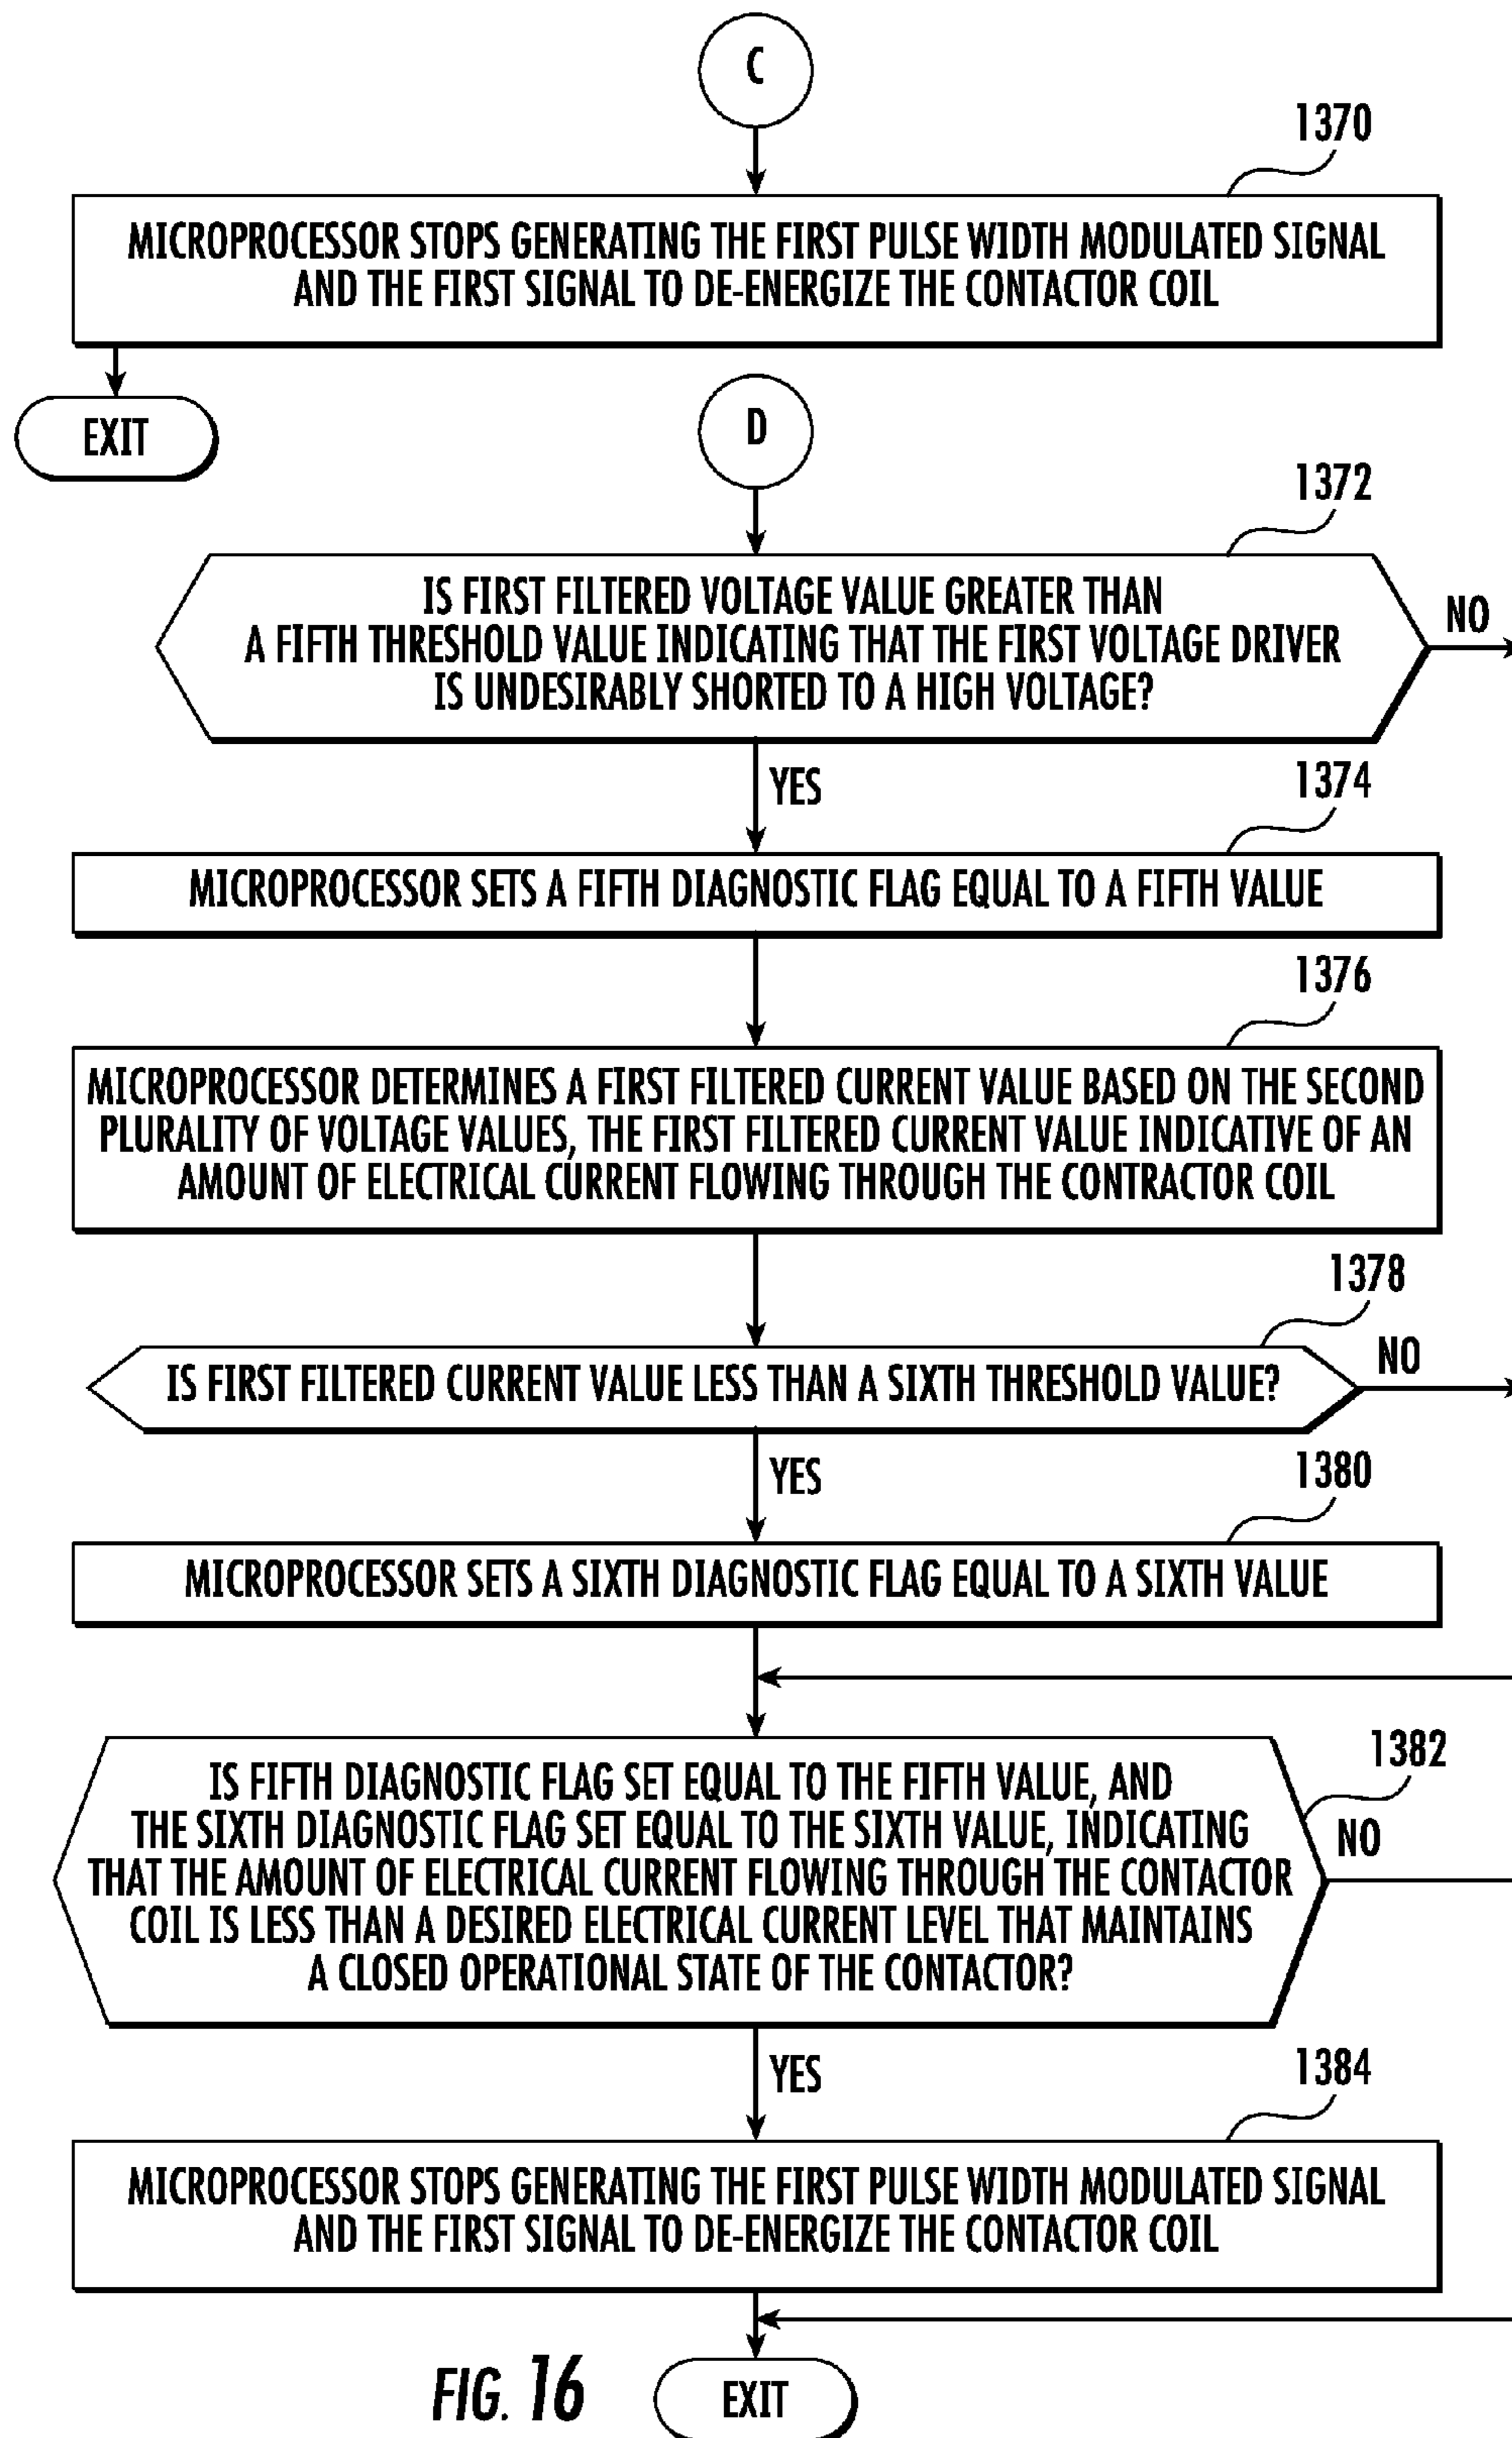 C
1370
MICROPROCESSOR STOPS GENERATING THE FIRST PULSE WIDTH MODULATED SIGNAL
AND THE FIRST SIGNAL TO DE-ENERGIZE THE CONTACTOR COIL
EXIT
D
1372
IS FIRST FILTERED VOLTAGE VALUE GREATER THAN
A FIFTH THRESHOLD VALUE INDICATING THAT THE FIRST VOLTAGE DRIVER
IS UNDESIRABLY SHORTED TO A HIGH VOLTAGE?
NO
YES
1374
MICROPROCESSOR SETS A FIFTH DIAGNOSTIC FLAG EQUAL TO A FIFTH VALUE
1376
MICROPROCESSOR DETERMINES A FIRST FILTERED CURRENT VALUE BASED ON THE SECOND
PLURALITY OF VOLTAGE VALUES, THE FIRST FILTERED CURRENT VALUE INDICATIVE OF AN
AMOUNT OF ELECTRICAL CURRENT FLOWING THROUGH THE CONTRACTOR COIL
1378
IS FIRST FILTERED CURRENT VALUE LESS THAN A SIXTH THRESHOLD VALUE?
NO
YES
1380
MICROPROCESSOR SETS A SIXTH DIAGNOSTIC FLAG EQUAL TO A SIXTH VALUE
1382
IS FIFTH DIAGNOSTIC FLAG SET EQUAL TO THE FIFTH VALUE, AND
THE SIXTH DIAGNOSTIC FLAG SET EQUAL TO THE SIXTH VALUE, INDICATING
THAT THE AMOUNT OF ELECTRICAL CURRENT FLOWING THROUGH THE CONTACTOR
COIL IS LESS THAN A DESIRED ELECTRICAL CURRENT LEVEL THAT MAINTAINS
A CLOSED OPERATIONAL STATE OF THE CONTACTOR?
NO
YES
1384
MICROPROCESSOR STOPS GENERATING THE FIRST PULSE WIDTH MODULATED SIGNAL
AND THE FIRST SIGNAL TO DE-ENERGIZE THE CONTACTOR COIL
EXIT
FIG. 16